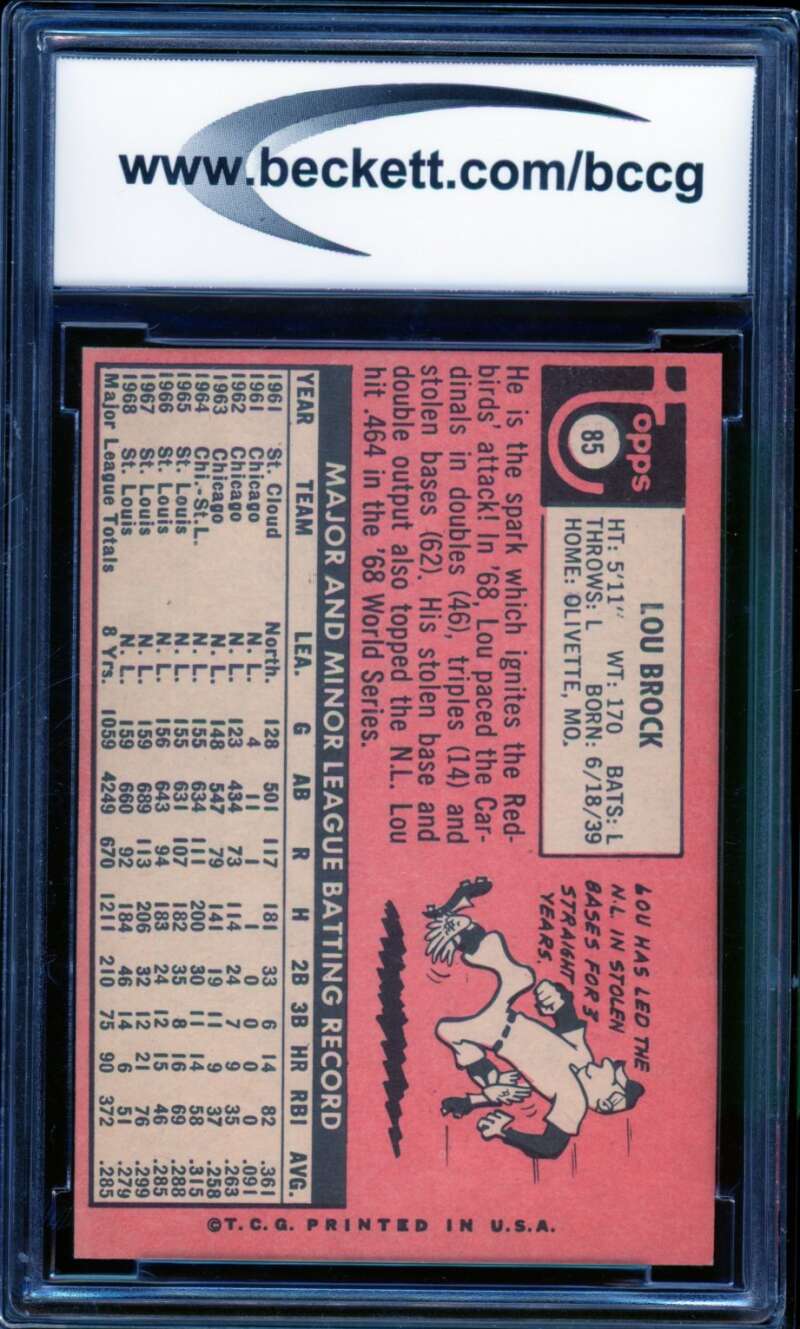 www.beckett.com/bccg
Topps
85
LOU BROCK
HT: 5'11" WT: 170 BATS: L
THROWS: L BORN: 6/18/39
HOME: OLIVETTE, MO.
He is the spark which ignites the Red-
birds' attack! In '68, Lou paced the Car-
dinals in doubles (46), triples (14) and
stolen bases (62). His stolen base and
double output also topped the N.L. Lou
hit .464 in the '68 World Series.
LOU HAS LED THE
N.L. IN STOLEN
BASES FOR 3
STRAIGHT
YEARS.
MAJOR AND MINOR LEAGUE BATTING RECORD
YEAR TEAM LEA. G AB R H 2B 3B HR RBI AVG.
1961 St. Cloud North. 128 501 117 181 33 6 14 82 .361
1961 Chicago N. L. 4 11 1 1 0 0 0 0 .091
1962 Chicago N. L. 123 434 73 114 24 7 9 35 .263
1963 Chicago N. L. 148 547 79 141 19 11 9 37 .258
1964 Chi.-St.L. N. L. 155 634 111 200 30 11 14 58 .315
1965 St. Louis N. L. 155 631 107 182 35 8 16 69 .288
1966 St. Louis N. L. 156 643 94 183 24 12 15 46 .285
1967 St. Louis N. L. 159 689 113 206 32 12 21 76 .299
1968 St. Louis N. L. 159 660 92 184 46 14 6 51 .279
Major League Totals 8 Yrs. 1059 4249 670 1211 210 75 90 372 .285
©T.C.G. PRINTED IN U.S.A.